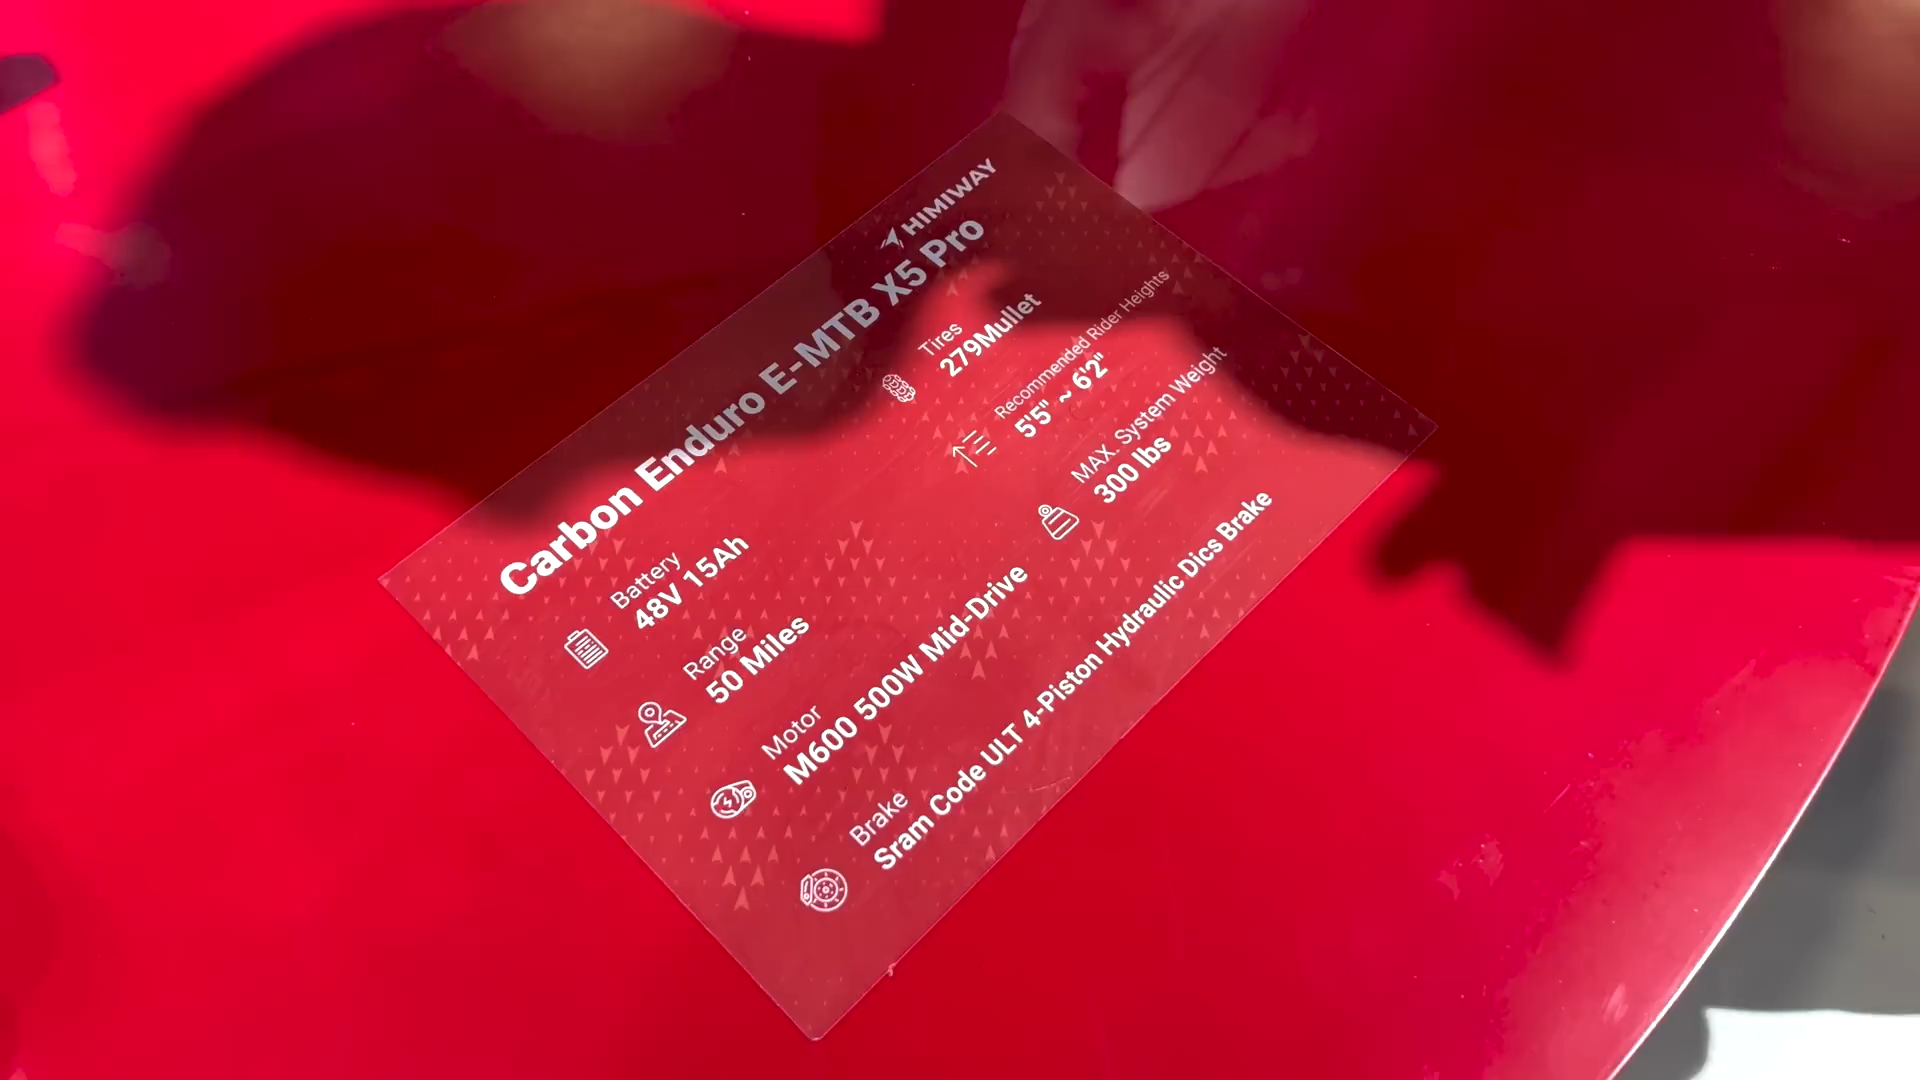 HIMIWAY
Carbon Enduro E-MTB X5 Pro
Battery
48V 15Ah
Range
50 Miles
Motor
M600 500W Mid-Drive
Brake
Sram Code ULT 4-Piston Hydraulic Dics Brake
Tires
279Mullet
Recommended Rider Heights
5'5" ~ 6'2"
MAX. System Weight
300 lbs